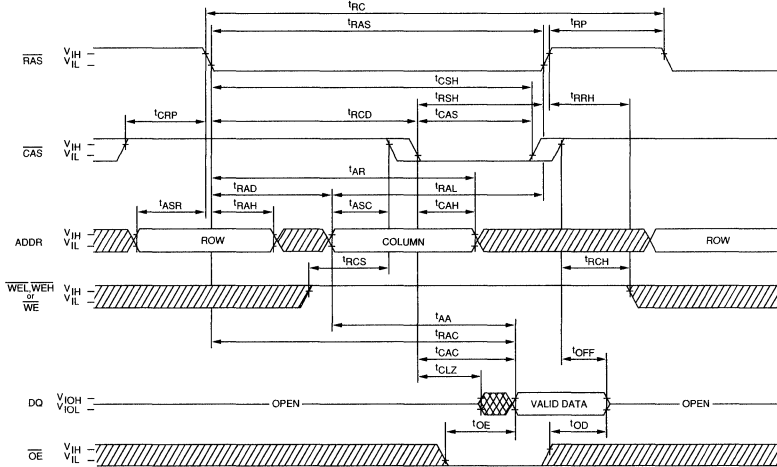 tRC
tRAS
tRP
RAS
VIH
VIL
tCSH
tRSH
tRRH
tCRP
tRCD
tCAS
CAS
VIH
VIL
tAR
tRAD
tRAL
tASR
tRAH
tASC
tCAH
ADDR
VIH
VIL
ROW
COLUMN
ROW
tRCS
tRCH
WEL,WEH
or
WE
VIH
VIL
tAA
tRAC
tCAC
tOFF
tCLZ
DQ
VIOH
VIOL
OPEN
VALID DATA
OPEN
tOE
tOD
OE
VIH
VIL